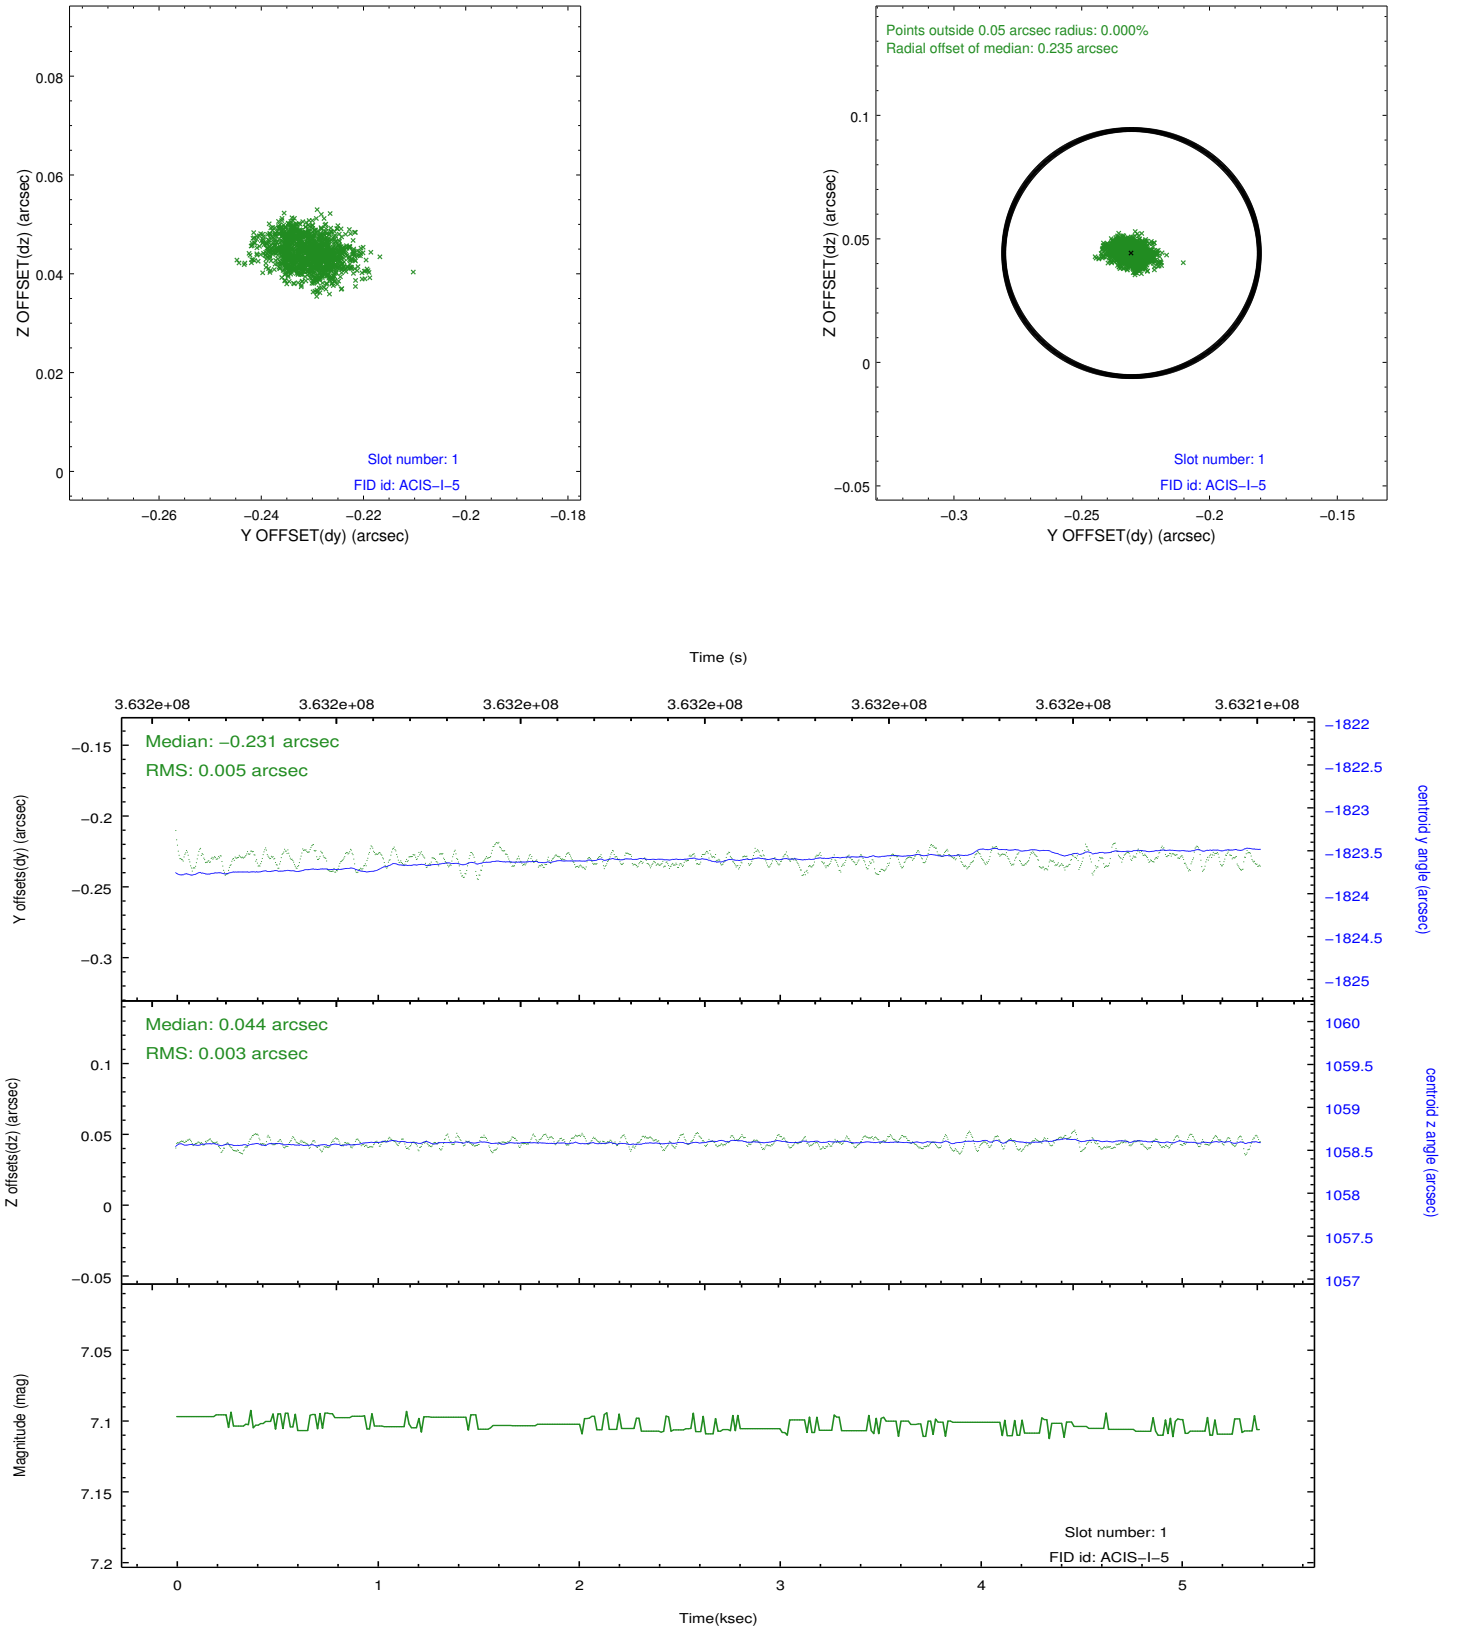 0.08
0.06
0.04
0.02
0
Z OFFSET(dz) (arcsec)
Slot number: 1
FID id: ACIS−I−5
−0.26 −0.24 −0.22 −0.2 −0.18
Y OFFSET(dy) (arcsec)
Points outside 0.05 arcsec radius: 0.000%
Radial offset of median: 0.235 arcsec
0.1
0.05
0
−0.05
Z OFFSET(dz) (arcsec)
Slot number: 1
FID id: ACIS−I−5
−0.3 −0.25 −0.2 −0.15
Y OFFSET(dy) (arcsec)
Time (s)
3.632e+08 3.632e+08 3.632e+08 3.632e+08 3.632e+08 3.632e+08 3.6321e+08
Median: −0.231 arcsec
RMS: 0.005 arcsec
−0.15
−0.2
−0.25
−0.3
Y offsets(dy) (arcsec)
−1822
−1822.5
−1823
−1823.5
−1824
−1824.5
−1825
centroid y angle (arcsec)
Median: 0.044 arcsec
RMS: 0.003 arcsec
0.1
0.05
0
−0.05
Z offsets(dz) (arcsec)
1060
1059.5
1059
1058.5
1058
1057.5
1057
centroid z angle (arcsec)
7.05
7.1
7.15
7.2
Magnitude (mag)
Slot number: 1
FID id: ACIS−I−5
0 1 2 3 4 5
Time(ksec)